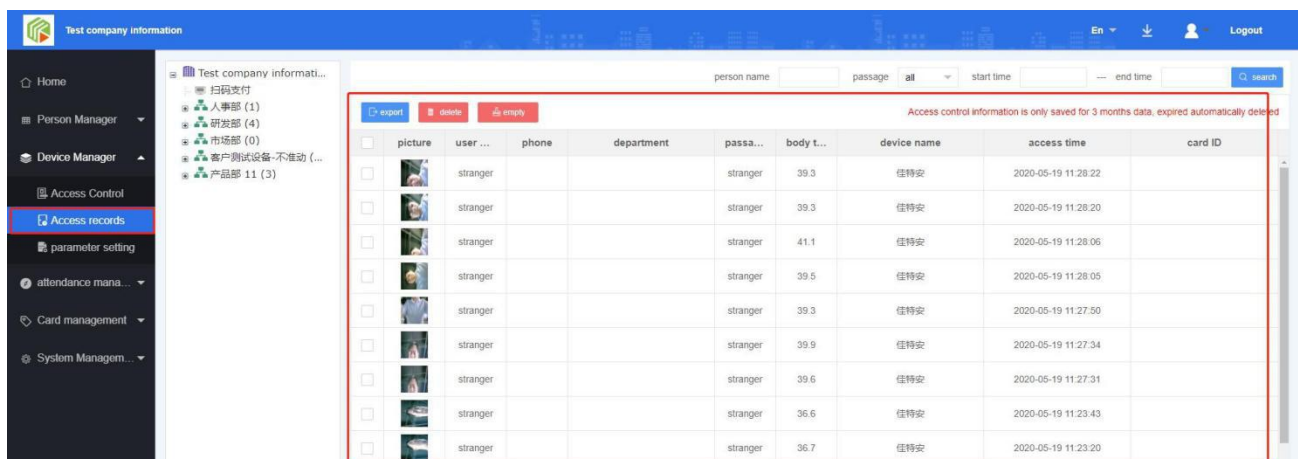 Test company information
En
Logout
Home
Person Manager
Device Manager
Access Control
Access records
parameter setting
attendance mana...
Card management
System Managem...
Test company informati...
扫码支付
人事部 (1)
研发部 (4)
市场部 (0)
客户测试设备-不准动 (...
产品部 11 (3)
person name passage all start time --- end time search
export delete empty Access control information is only saved for 3 months data, expired automatically deleted
picture user ... phone department passa... body t... device name access time card ID
stranger stranger 39.3 佳特安 2020-05-19 11:28:22
stranger stranger 39.3 佳特安 2020-05-19 11:28:20
stranger stranger 41.1 佳特安 2020-05-19 11:28:06
stranger stranger 39.5 佳特安 2020-05-19 11:28:05
stranger stranger 39.3 佳特安 2020-05-19 11:27:50
stranger stranger 39.9 佳特安 2020-05-19 11:27:34
stranger stranger 39.6 佳特安 2020-05-19 11:27:31
stranger stranger 36.6 佳特安 2020-05-19 11:23:43
stranger stranger 36.7 佳特安 2020-05-19 11:23:20